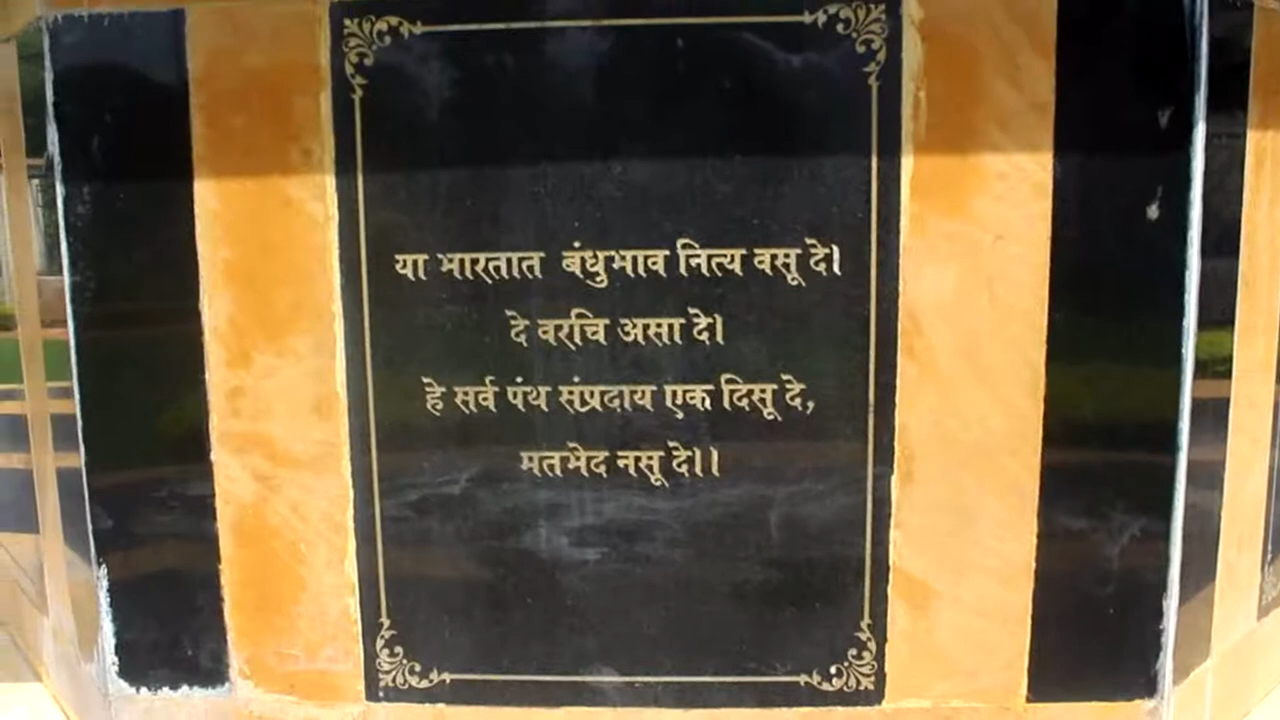 या भारतात बंधुभाव नित्य वसू दे।
दे वरचि असा दे।
हे सर्व पंथ संप्रदाय एक दिसू दे,
मतभेद नसू दे।।